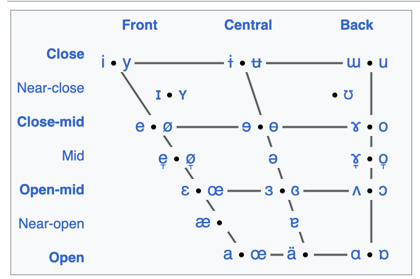 Front Central Back
Close i • y ɨ • ʉ ɯ • u
Near-close ɪ • ʏ • ʊ
Close-mid e • ø ɘ • ɵ ɤ • o
Mid e̞ • ø̞ ə ɤ̞ • o̞
Open-mid ɛ • œ ɜ • ɞ ʌ • ɔ
Near-open æ • ɐ
Open a • œ ä • ɑ • ɒ